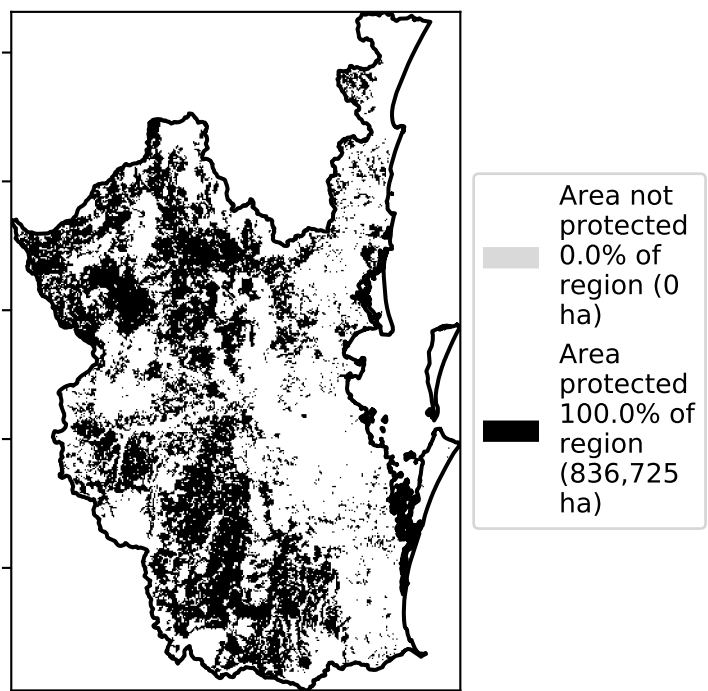 Area not
protected
0.0% of
region (0
ha)
Area
protected
100.0% of
region
(836,725
ha)